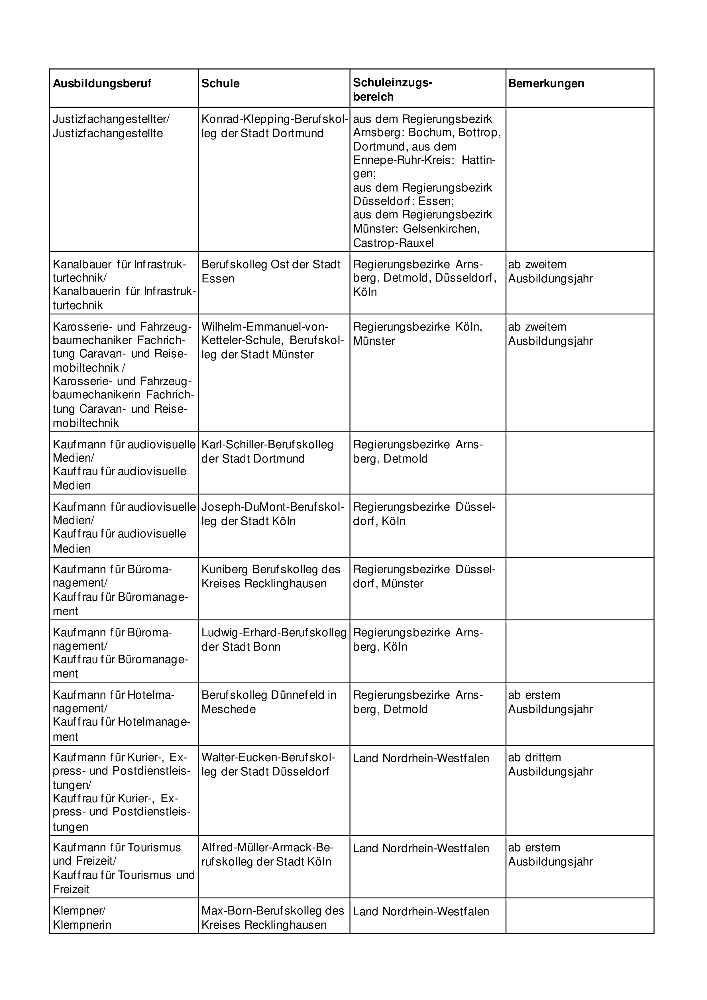 Ausbildungsberuf
Schule
Schuleinzugs-
bereich
Bemerkungen
Justizfachangestellter/
Justizfachangestellte
Konrad-Klepping-Berufskol-
leg der Stadt Dortmund
aus dem Regierungsbezirk
Arnsberg: Bochum, Bottrop,
Dortmund, aus dem
Ennepe-Ruhr-Kreis: Hattin-
gen;
aus dem Regierungsbezirk
Düsseldorf: Essen;
aus dem Regierungsbezirk
Münster: Gelsenkirchen,
Castrop-Rauxel
Kanalbauer für Infrastruk-
turtechnik/
Kanalbauerin für Infrastruk-
turtechnik
Berufskolleg Ost der Stadt
Essen
Regierungsbezirke Arns-
berg, Detmold, Düsseldorf,
Köln
ab zweitem
Ausbildungsjahr
Karosserie- und Fahrzeug-
baumechaniker Fachrich-
tung Caravan- und Reise-
mobiltechnik /
Karosserie- und Fahrzeug-
baumechanikerin Fachrich-
tung Caravan- und Reise-
mobiltechnik
Wilhelm-Emmanuel-von-
Ketteler-Schule, Berufskol-
leg der Stadt Münster
Regierungsbezirke Köln,
Münster
ab zweitem
Ausbildungsjahr
Kaufmann für audiovisuelle
Medien/
Kauffrau für audiovisuelle
Medien
Karl-Schiller-Berufskolleg
der Stadt Dortmund
Regierungsbezirke Arns-
berg, Detmold
Kaufmann für audiovisuelle
Medien/
Kauffrau für audiovisuelle
Medien
Joseph-DuMont-Berufskol-
leg der Stadt Köln
Regierungsbezirke Düssel-
dorf, Köln
Kaufmann für Büroma-
nagement/
Kauffrau für Büromanage-
ment
Kuniberg Berufskolleg des
Kreises Recklinghausen
Regierungsbezirke Düssel-
dorf, Münster
Kaufmann für Büroma-
nagement/
Kauffrau für Büromanage-
ment
Ludwig-Erhard-Berufskolleg
der Stadt Bonn
Regierungsbezirke Arns-
berg, Köln
Kaufmann für Hotelma-
nagement/
Kauffrau für Hotelmanage-
ment
Berufskolleg Dünnefeld in
Meschede
Regierungsbezirke Arns-
berg, Detmold
ab erstem
Ausbildungsjahr
Kaufmann für Kurier-, Ex-
press- und Postdienstleis-
tungen/
Kauffrau für Kurier-, Ex-
press- und Postdienstleis-
tungen
Walter-Eucken-Berufskol-
leg der Stadt Düsseldorf
Land Nordrhein-Westfalen
ab drittem
Ausbildungsjahr
Kaufmann für Tourismus
und Freizeit/
Kauffrau für Tourismus und
Freizeit
Alfred-Müller-Armack-Be-
rufskolleg der Stadt Köln
Land Nordrhein-Westfalen
ab erstem
Ausbildungsjahr
Klempner/
Klempnerin
Max-Born-Berufskolleg des
Kreises Recklinghausen
Land Nordrhein-Westfalen